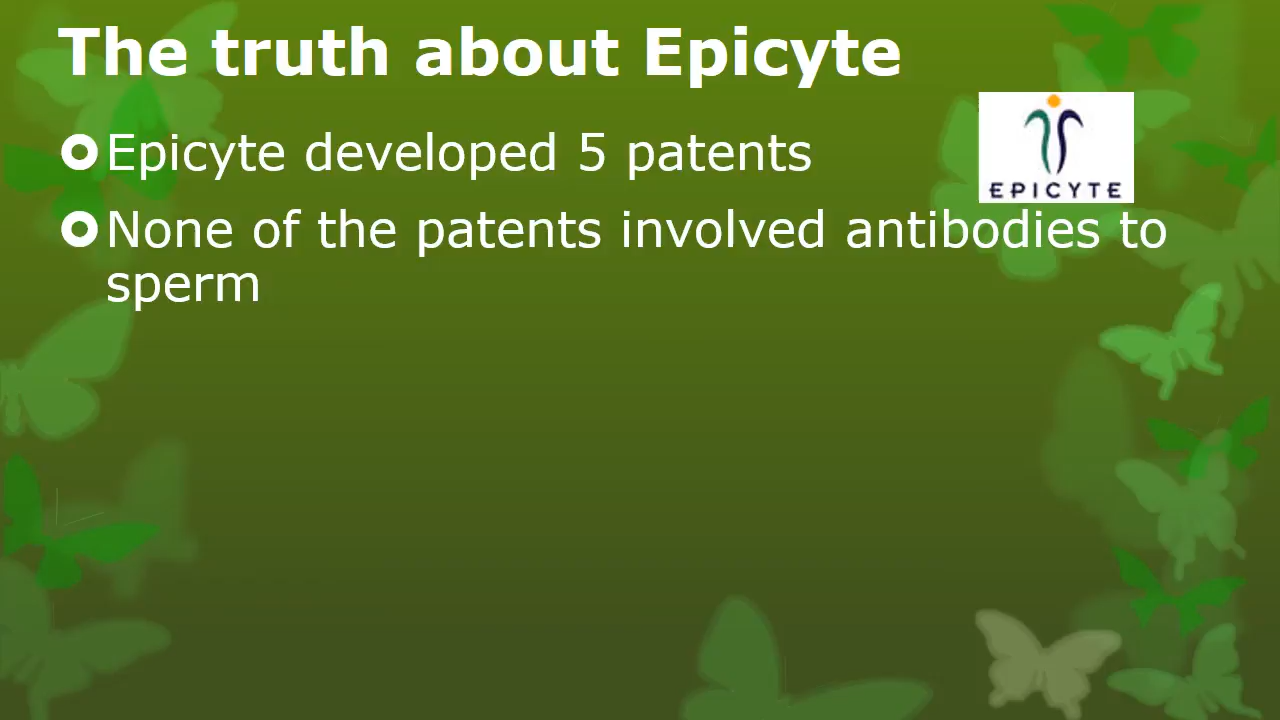 The truth about Epicyte
Epicyte developed 5 patents
EPICYTE
None of the patents involved antibodies to
sperm